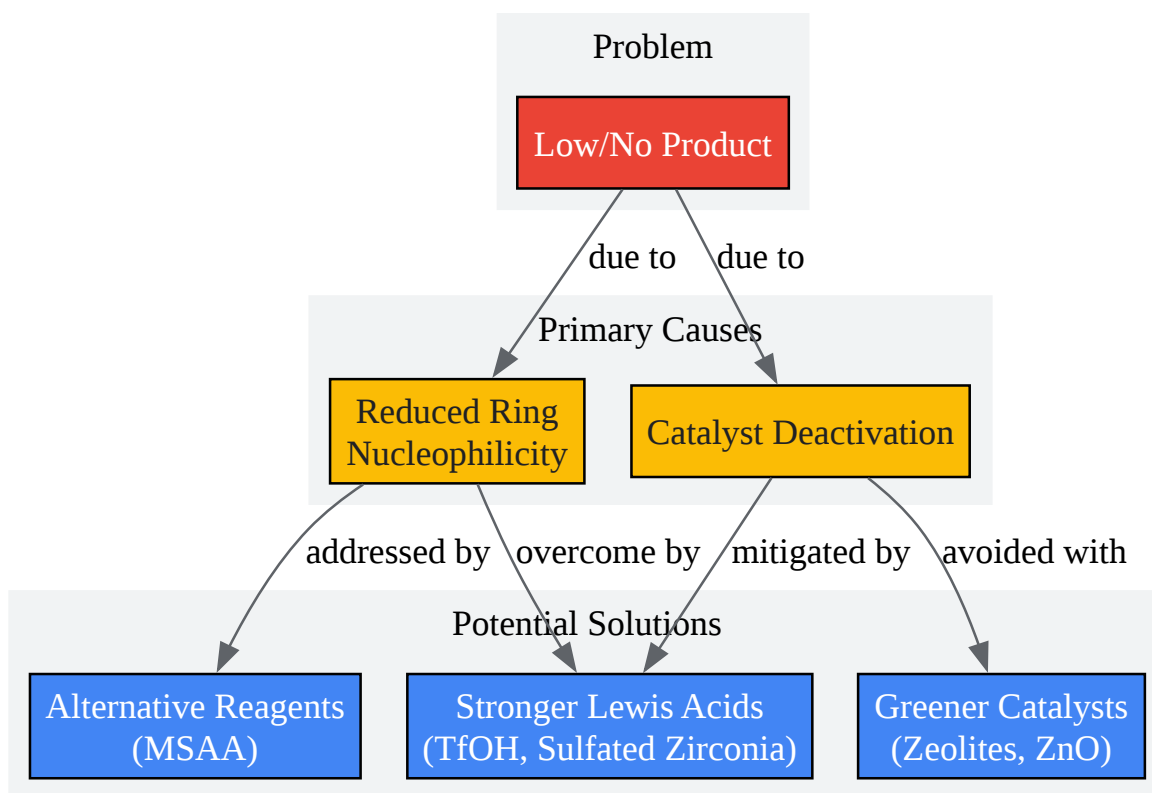 Problem
Low/No Product
due to
due to
Primary Causes
Reduced Ring
Nucleophilicity
Catalyst Deactivation
addressed by
overcome by
mitigated by
avoided with
Potential Solutions
Alternative Reagents
(MSAA)
Stronger Lewis Acids
(TfOH, Sulfated Zirconia)
Greener Catalysts
(Zeolites, ZnO)